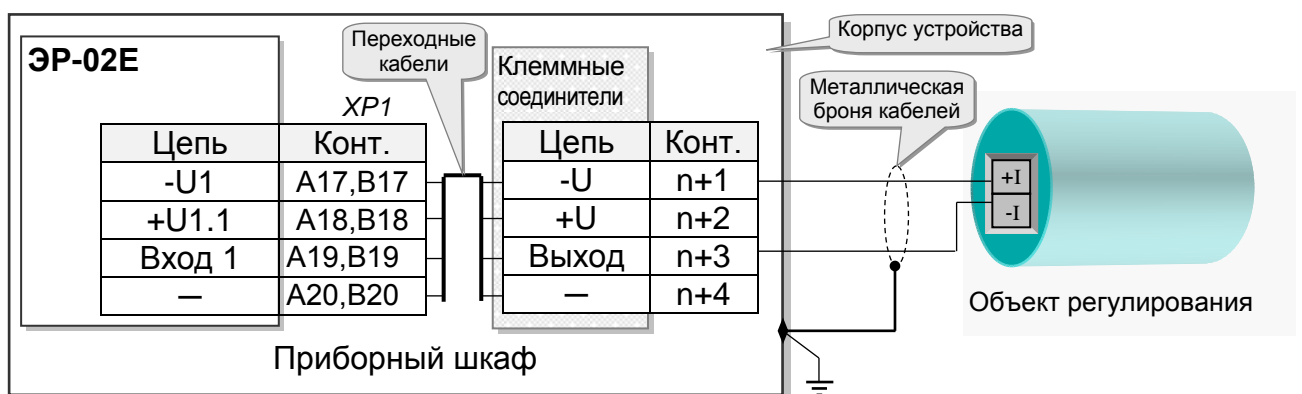 Корпус устройства
ЭР-02Е
Переходные
кабели
Клеммные
соединители
Металлическая
броня кабелей
XP1
Цепь Конт. Цепь Конт.
-U1 A17,B17 -U n+1 +I
+U1.1 A18,B18 +U n+2 -I
Вход 1 A19,B19 Выход n+3
— A20,B20 — n+4
Объект регулирования
Приборный шкаф